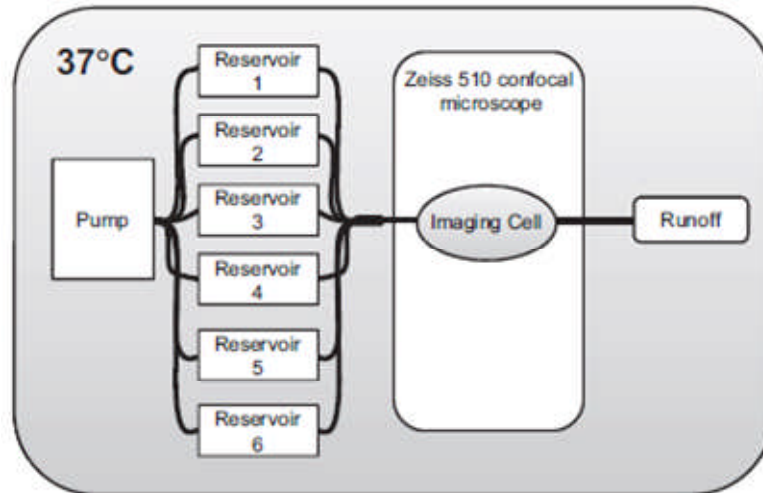 37°C
Reservoir
1
Reservoir
2
Reservoir
3
Reservoir
4
Reservoir
5
Reservoir
6
Pump
Zeiss 510 confocal
microscope
Imaging Cell
Runoff